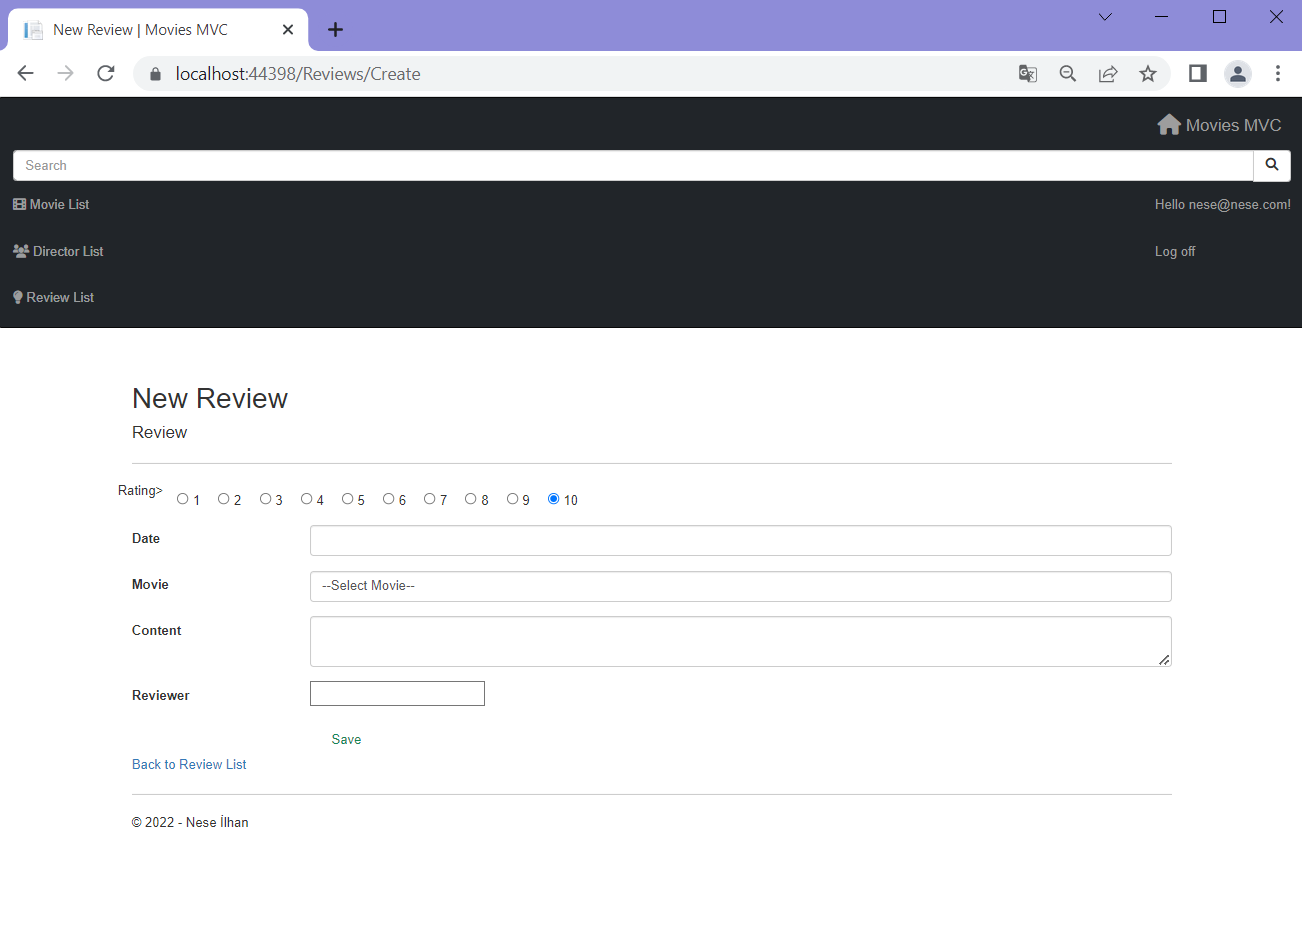 New Review | Movies MVC
localhost:44398/Reviews/Create
Movies MVC
Search
Movie List
Hello nese@nese.com!
Director List
Log off
Review List
New Review
Review
Rating> 1 2 3 4 5 6 7 8 9 10
Date
Movie --Select Movie--
Content
Reviewer
Save
Back to Review List
© 2022 - Nese İlhan